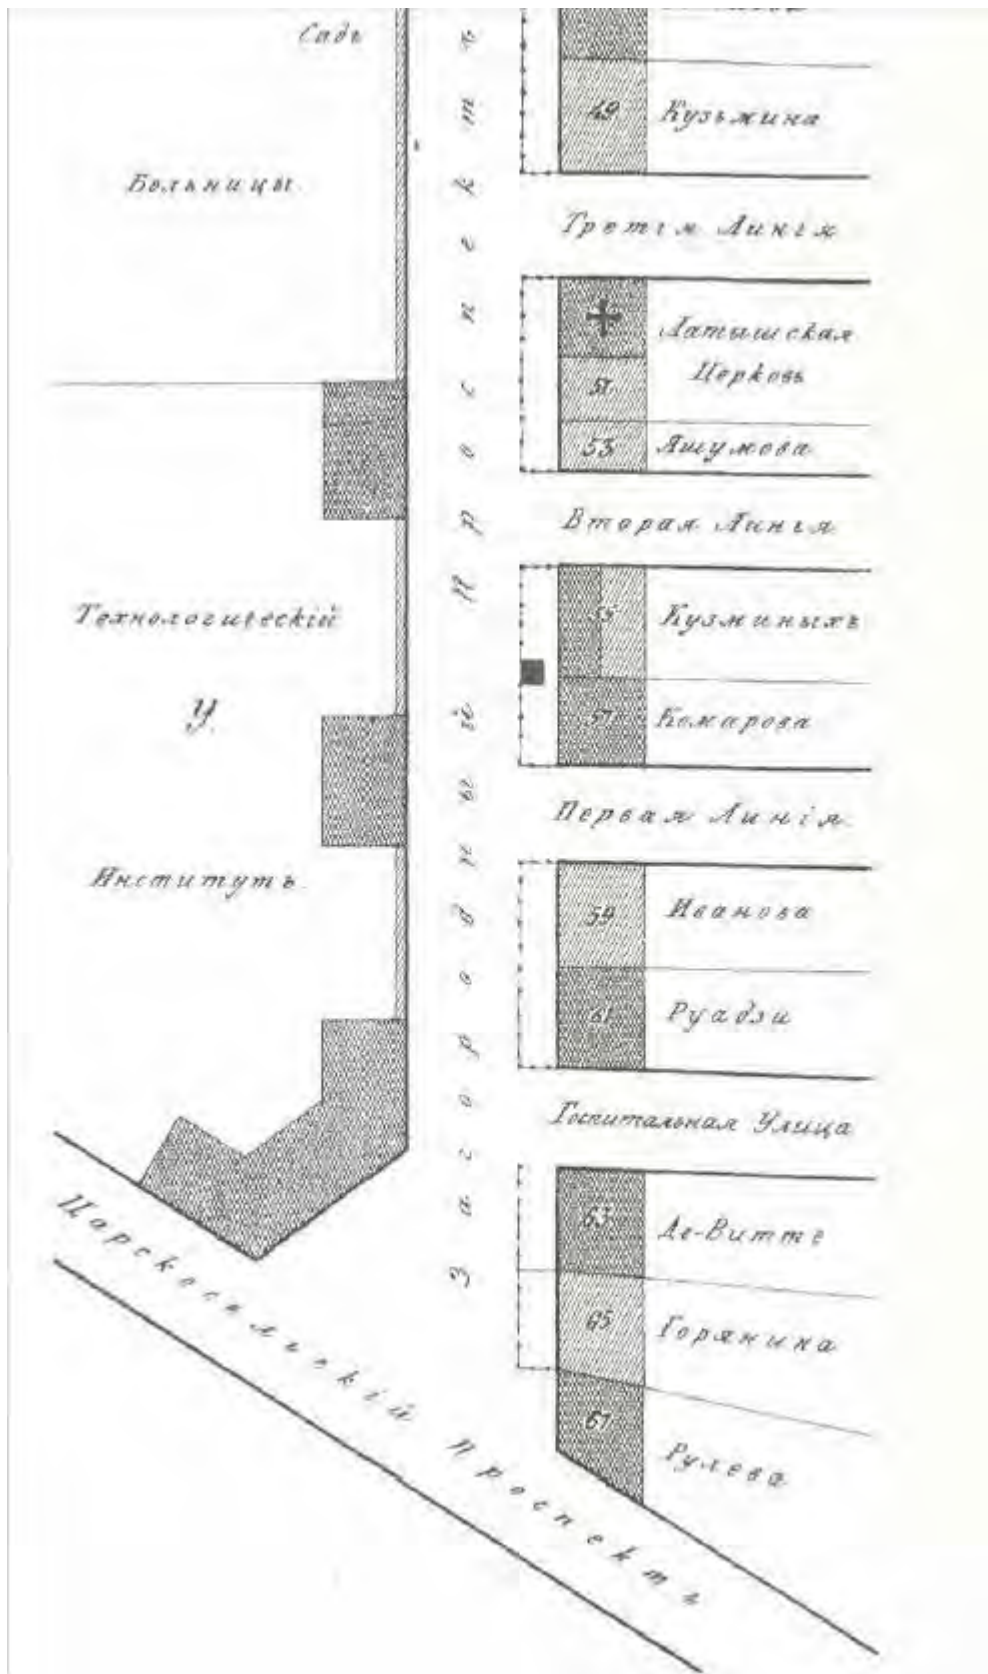 Садъ
Больницы
Технологическій
У.
Институтъ.
Загородный Проспектъ
49 Кузьмина
Третія Линія
Латышская
Церковь
51
53 Яшумова
Вторая Линія
55 Кузминыхъ
57 Комарова
Первая Линія.
59 Иванова
61 Руадзи
Госпитальная Улица
63 Де-Витте
65 Горянина
67 Рулева
Царскосельскій Проспектъ